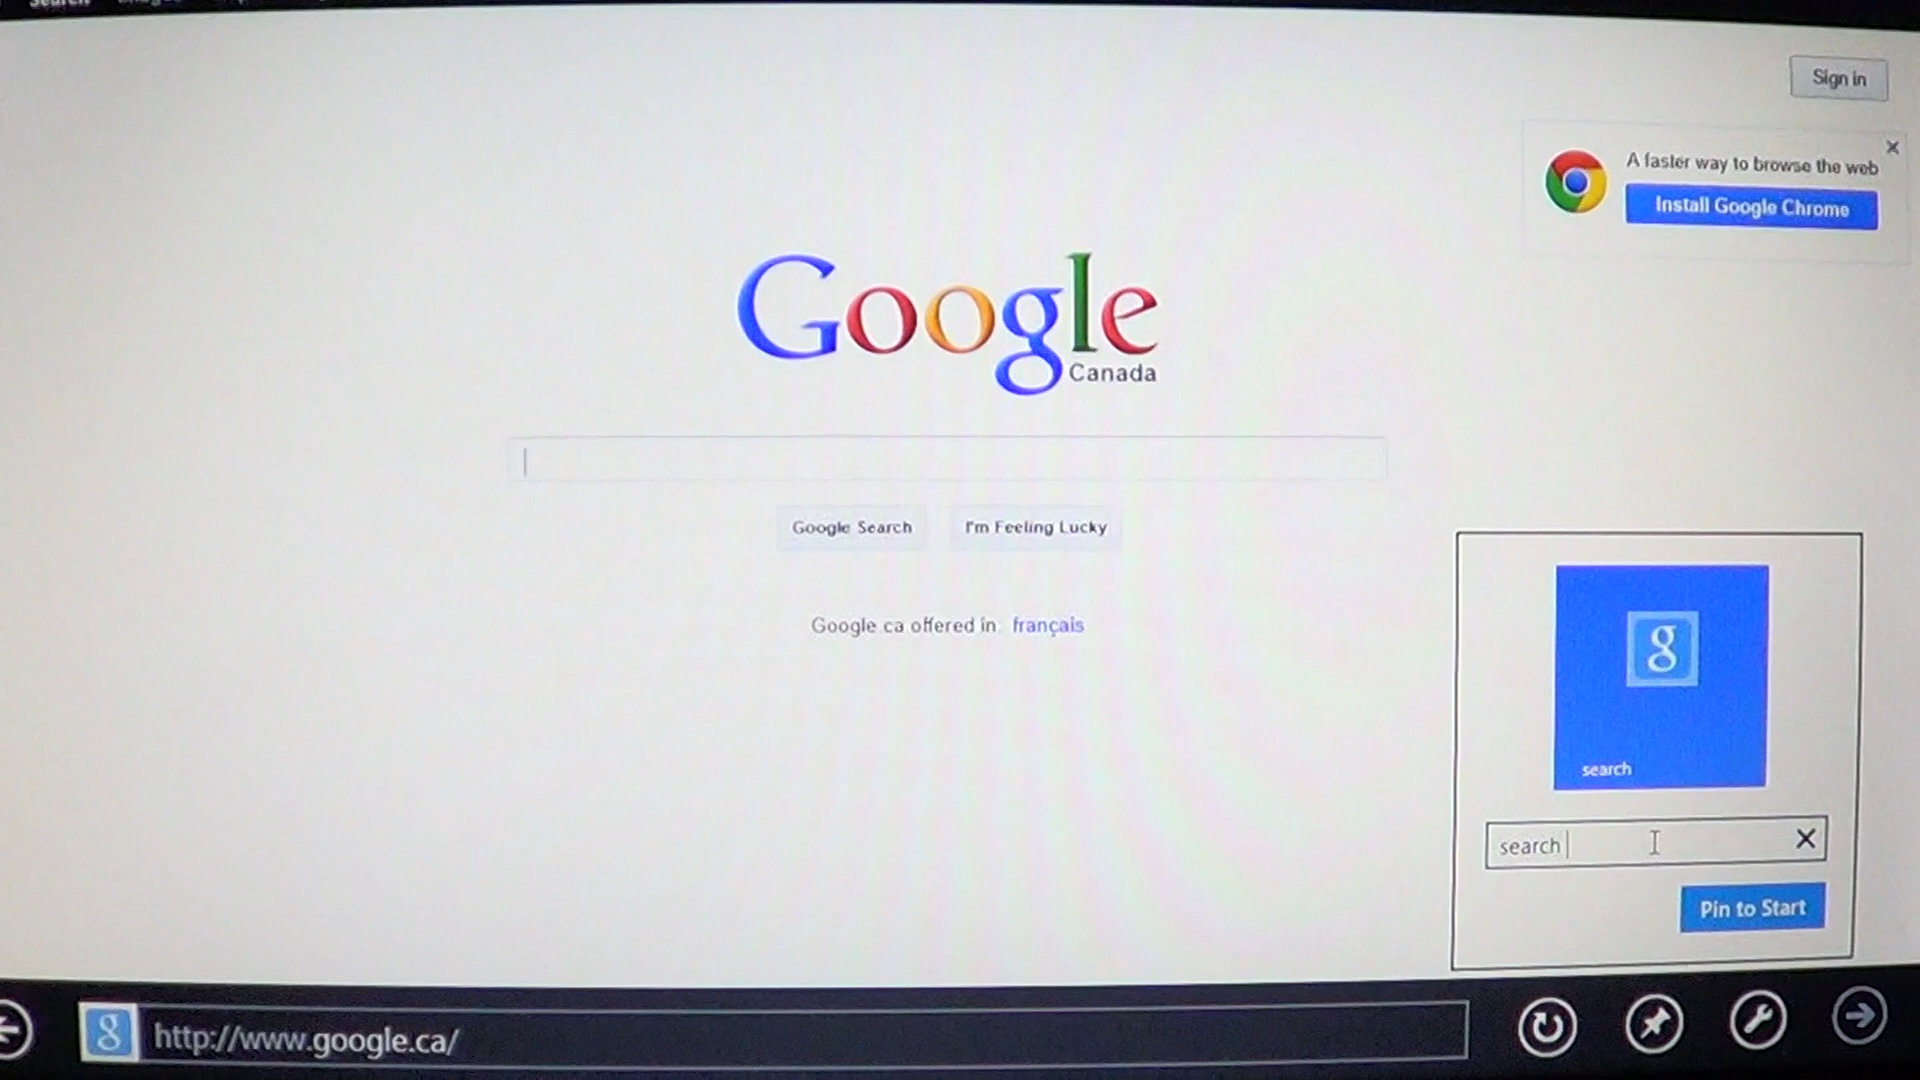 Search
Sign in
A faster way to browse the web
Install Google Chrome
Google
Canada
Google Search
I'm Feeling Lucky
Google.ca offered in: français
g
search
search
Pin to Start
g
http://www.google.ca/